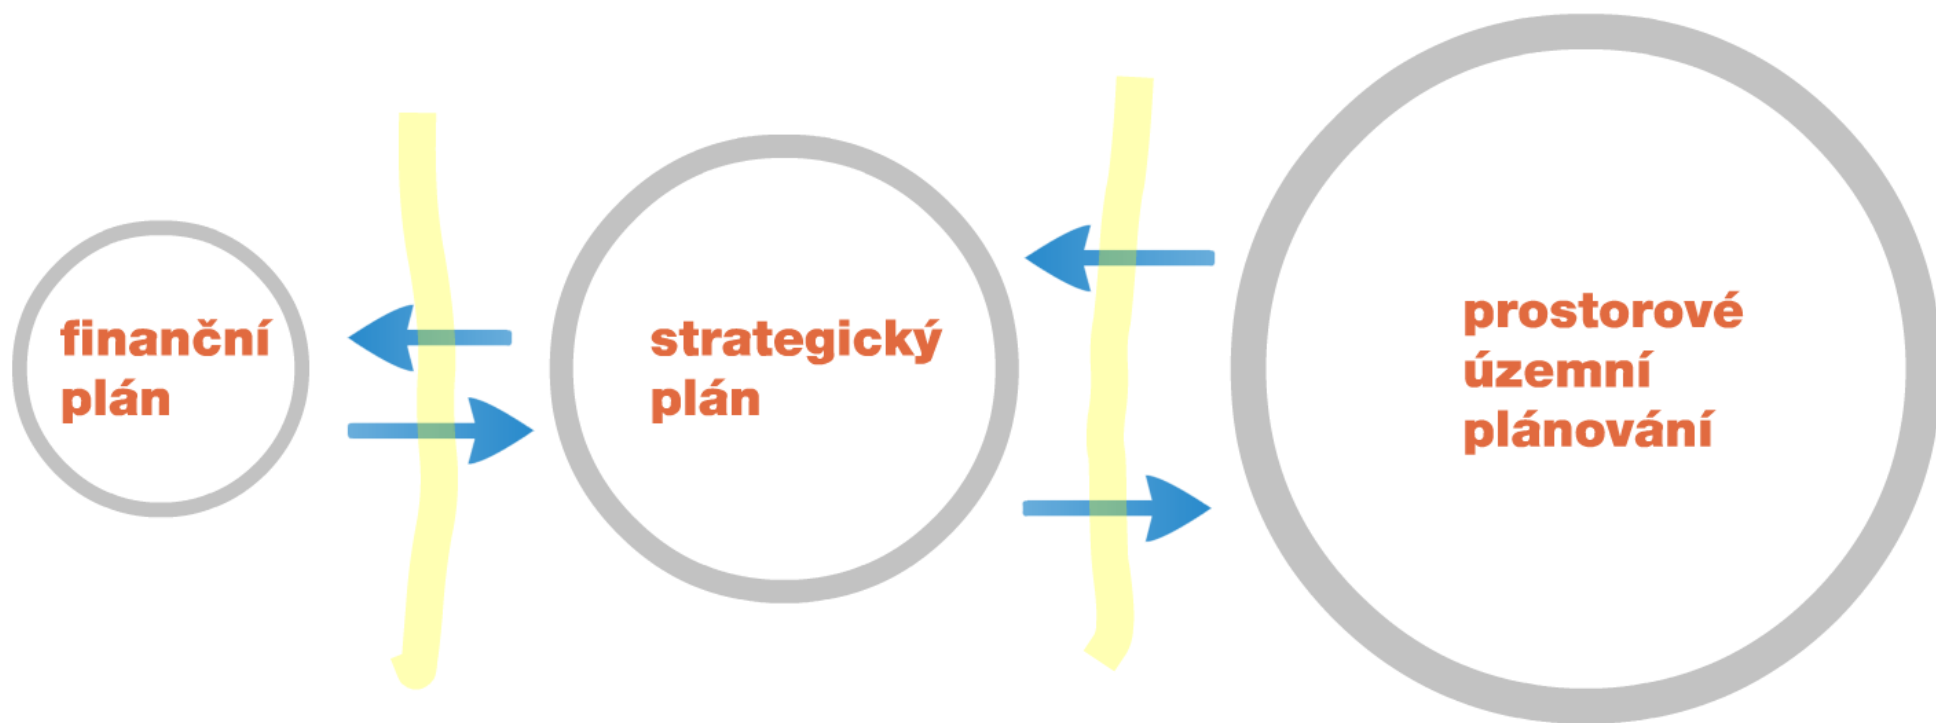 finanční
plán
strategický
plán
prostorové
územní
plánování